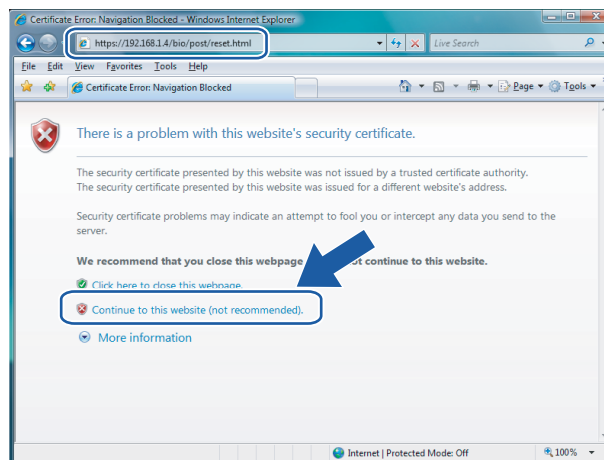 Certificate Error: Navigation Blocked - Windows Internet Explorer
https://192.168.1.4/bio/post/reset.html
Live Search
File Edit View Favorites Tools Help
Certificate Error: Navigation Blocked
Page Tools
There is a problem with this website's security certificate.
The security certificate presented by this website was not issued by a trusted certificate authority.
The security certificate presented by this website was issued for a different website's address.
Security certificate problems may indicate an attempt to fool you or intercept any data you send to the
server.
We recommend that you close this webpage continue to this website.
Click here to close this webpage.
Continue to this website (not recommended).
More information
Internet | Protected Mode: Off
100%